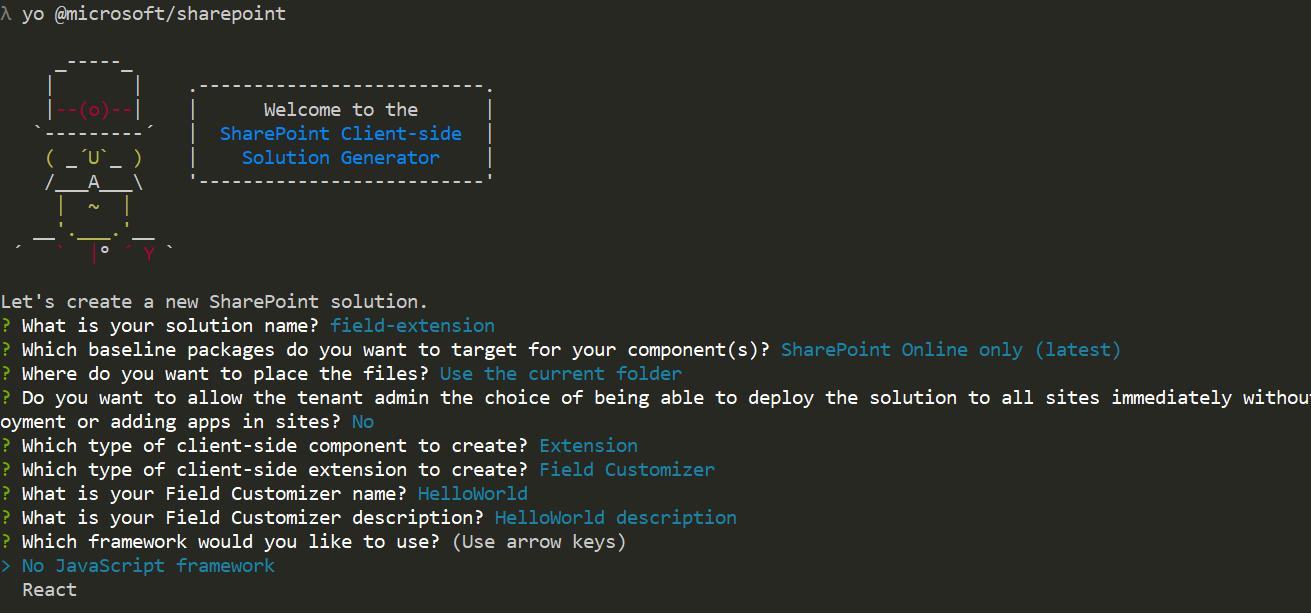 λ yo @microsoft/sharepoint
     _-----_
    |       |    .--------------------------.
    |--(o)--|    |      Welcome to the      |
   `---------´   |  SharePoint Client-side  |
    ( _´U`_ )    |    Solution Generator    |
    /___A___\    '--------------------------'
     |  ~  |
   __'.___.'__
 ´   `  |° ´ Y `
Let's create a new SharePoint solution.
? What is your solution name? field-extension
? Which baseline packages do you want to target for your component(s)? SharePoint Online only (latest)
? Where do you want to place the files? Use the current folder
? Do you want to allow the tenant admin the choice of being able to deploy the solution to all sites immediately withou
oyment or adding apps in sites? No
? Which type of client-side component to create? Extension
? Which type of client-side extension to create? Field Customizer
? What is your Field Customizer name? HelloWorld
? What is your Field Customizer description? HelloWorld description
? Which framework would you like to use? (Use arrow keys)
> No JavaScript framework
  React